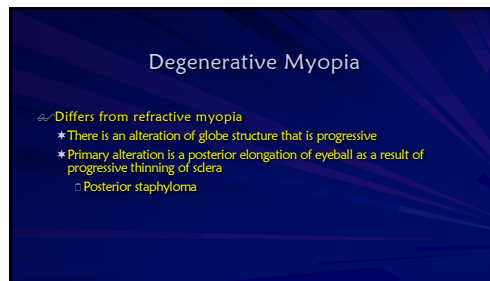 Degenerative Myopia
Differs from refractive myopia
There is an alteration of globe structure that is progressive
Primary alteration is a posterior elongation of eyeball as a result of
progressive thinning of sclera
Posterior staphyloma